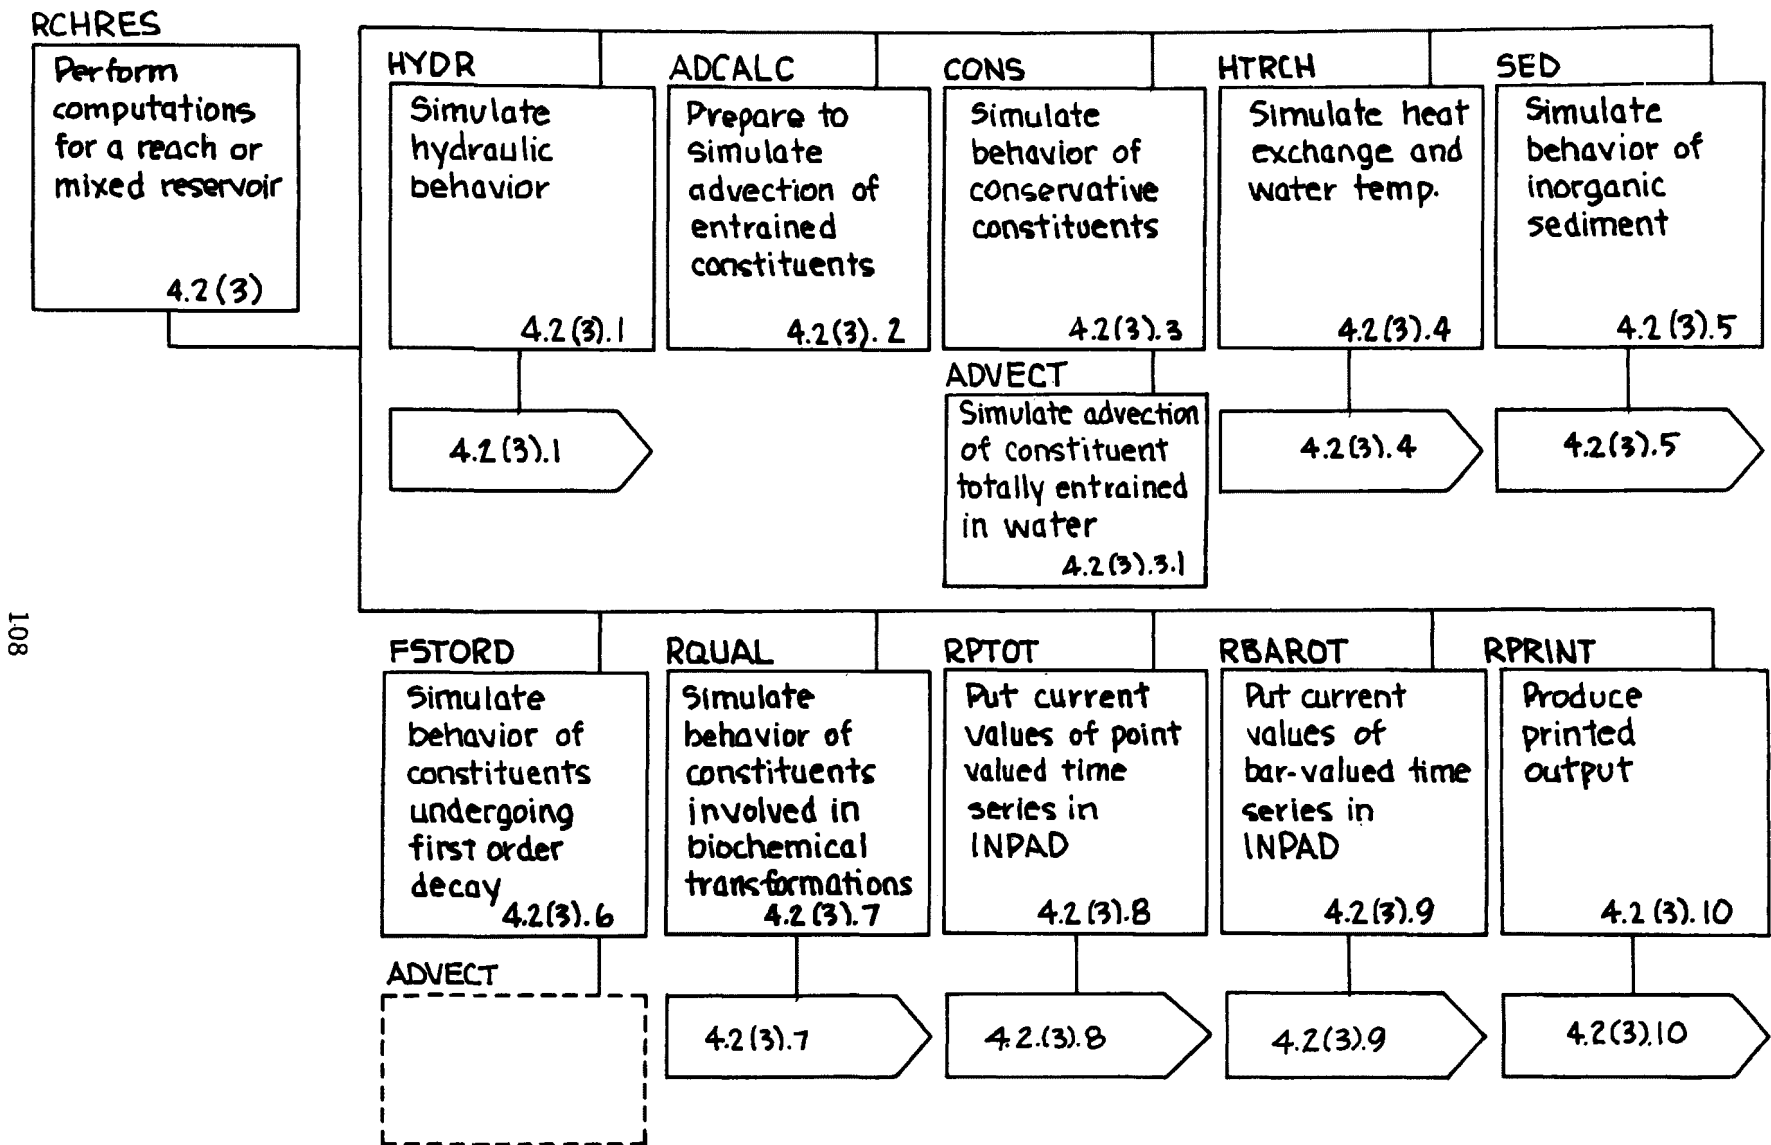 RCHRES
Perform
computations
for a reach or
mixed reservoir
4.2(3)
HYDR
Simulate
hydraulic
behavior
4.2(3).1
4.2(3).1
ADCALC
Prepare to
simulate
advection of
entrained
constituents
4.2(3).2
CONS
Simulate
behavior of
conservative
constituents
4.2(3).3
ADVECT
Simulate advection
of constituent
totally entrained
in water
4.2(3).3.1
HTRCH
Simulate heat
exchange and
water temp.
4.2(3).4
4.2(3).4
SED
Simulate
behavior of
inorganic
sediment
4.2(3).5
4.2(3).5
FSTORD
Simulate
behavior of
constituents
undergoing
first order
decay
4.2(3).6
ADVECT
RQUAL
Simulate
behavior of
constituents
involved in
biochemical
transformations
4.2(3).7
4.2(3).7
RPTOT
Put current
values of point
valued time
series in
INPAD
4.2(3).8
4.2.(3).8
RBAROT
Put current
values of
bar-valued time
series in
INPAD
4.2(3).9
4.2(3).9
RPRINT
Produce
printed
output
4.2(3).10
4.2(3).10
108